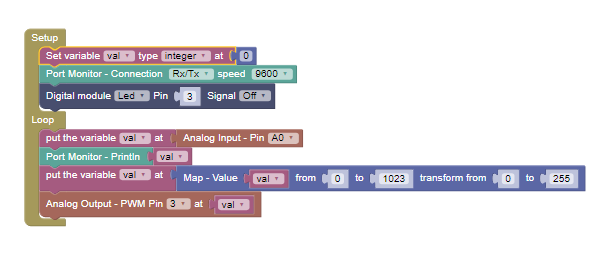 Setup
Set variable val type integer at 0
Port Monitor - Connection Rx/Tx speed 9600
Digital module Led Pin 3 Signal Off
Loop
put the variable val at Analog Input - Pin A0
Port Monitor - Println val
put the variable val at Map - Value val from 0 to 1023 transform from 0 to 255
Analog Output - PWM Pin 3 at val